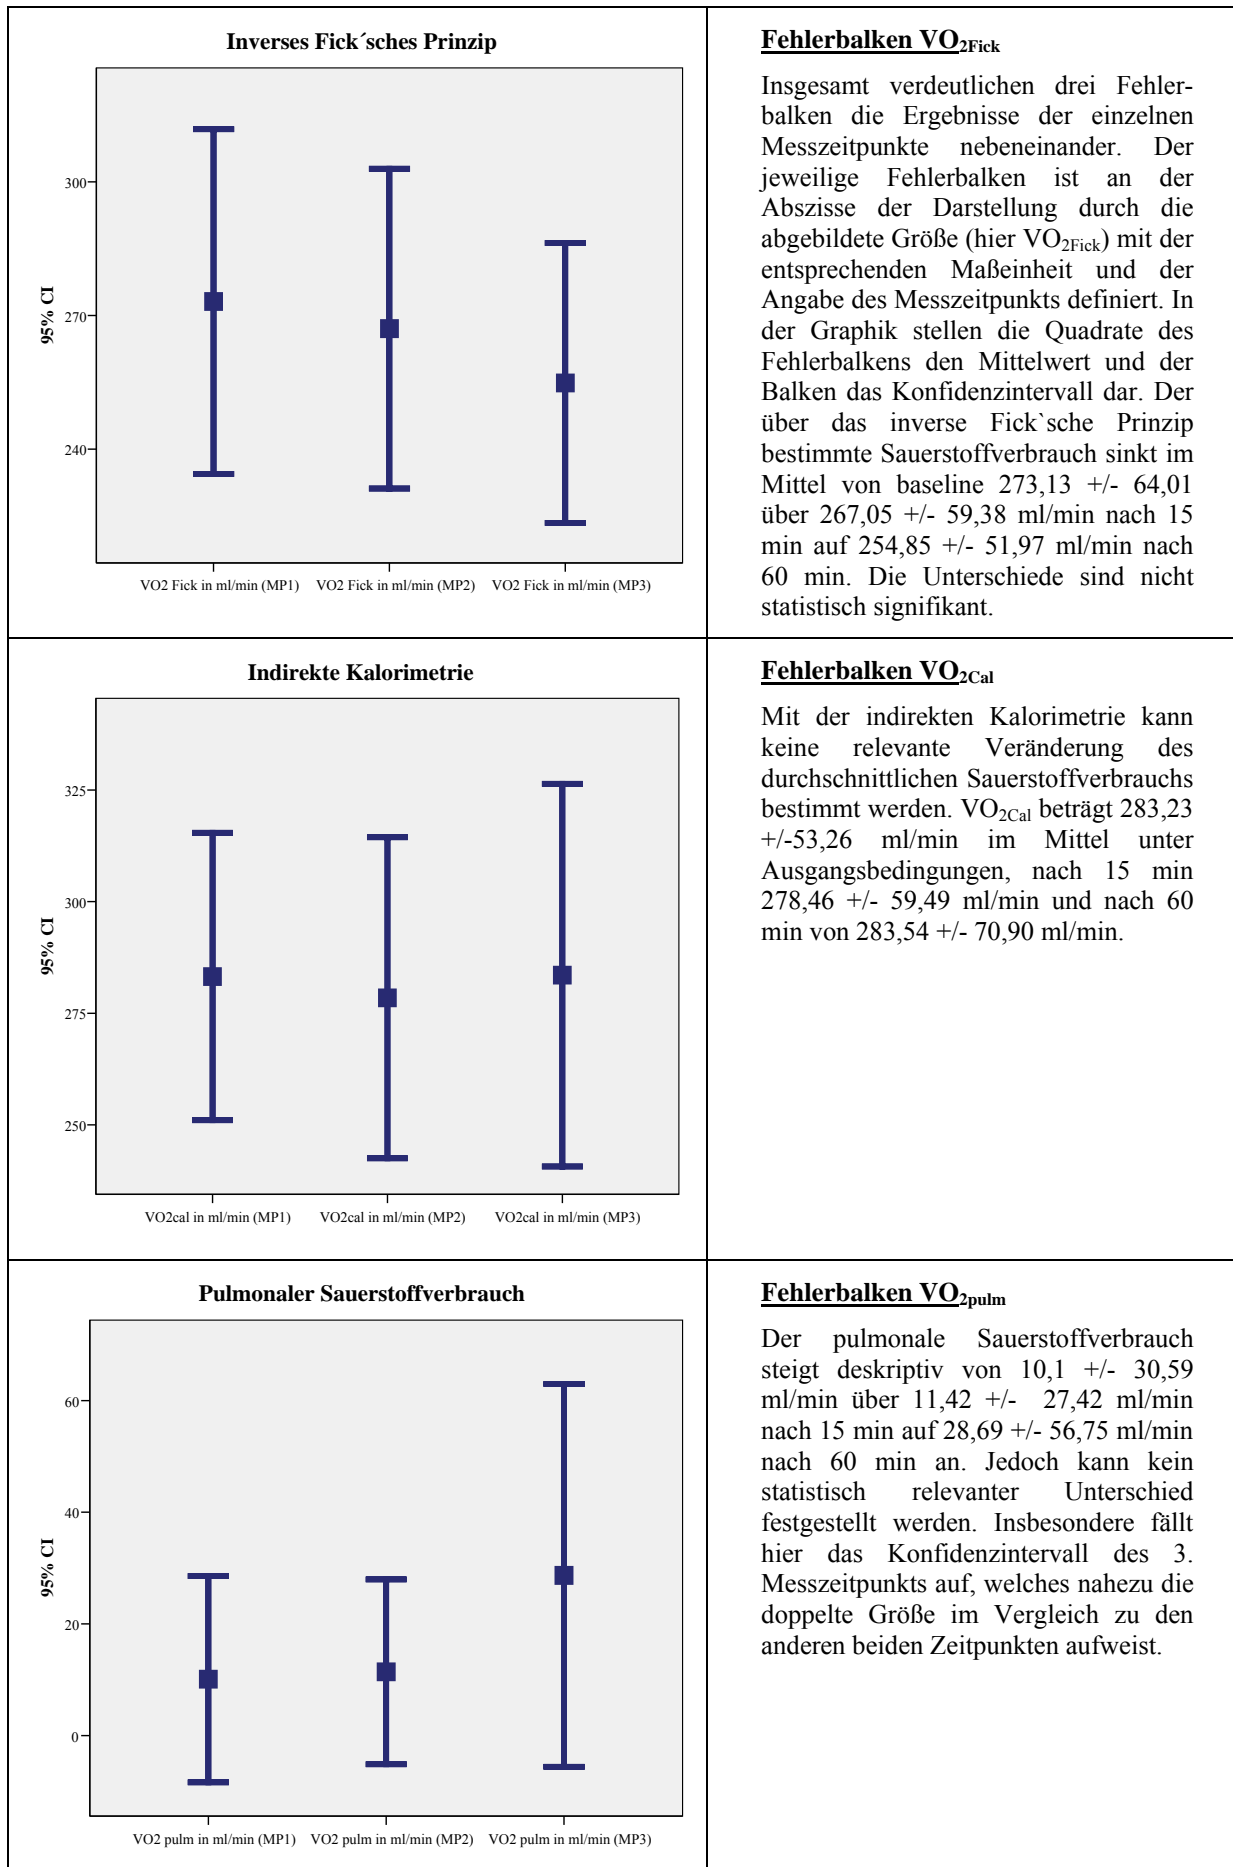 Inverses Fick´sches Prinzip
300
270
240
95% CI
VO2 Fick in ml/min (MP1) VO2 Fick in ml/min (MP2) VO2 Fick in ml/min (MP3)
Fehlerbalken VO2Fick
Insgesamt verdeutlichen drei Fehler-
balken die Ergebnisse der einzelnen
Messzeitpunkte nebeneinander. Der
jeweilige Fehlerbalken ist an der
Abszisse der Darstellung durch die
abgebildete Größe (hier VO2Fick) mit der
entsprechenden Maßeinheit und der
Angabe des Messzeitpunkts definiert. In
der Graphik stellen die Quadrate des
Fehlerbalkens den Mittelwert und der
Balken das Konfidenzintervall dar. Der
über das inverse Fick`sche Prinzip
bestimmte Sauerstoffverbrauch sinkt im
Mittel von baseline 273,13 +/- 64,01
über 267,05 +/- 59,38 ml/min nach 15
min auf 254,85 +/- 51,97 ml/min nach
60 min. Die Unterschiede sind nicht
statistisch signifikant.
Indirekte Kalorimetrie
325
300
275
250
95% CI
VO2cal in ml/min (MP1) VO2cal in ml/min (MP2) VO2cal in ml/min (MP3)
Fehlerbalken VO2Cal
Mit der indirekten Kalorimetrie kann
keine relevante Veränderung des
durchschnittlichen Sauerstoffverbrauchs
bestimmt werden. VO2Cal beträgt 283,23
+/-53,26 ml/min im Mittel unter
Ausgangsbedingungen, nach 15 min
278,46 +/- 59,49 ml/min und nach 60
min von 283,54 +/- 70,90 ml/min.
Pulmonaler Sauerstoffverbrauch
60
40
20
0
95% CI
VO2 pulm in ml/min (MP1) VO2 pulm in ml/min (MP2) VO2 pulm in ml/min (MP3)
Fehlerbalken VO2pulm
Der pulmonale Sauerstoffverbrauch
steigt deskriptiv von 10,1 +/- 30,59
ml/min über 11,42 +/- 27,42 ml/min
nach 15 min auf 28,69 +/- 56,75 ml/min
nach 60 min an. Jedoch kann kein
statistisch relevanter Unterschied
festgestellt werden. Insbesondere fällt
hier das Konfidenzintervall des 3.
Messzeitpunkts auf, welches nahezu die
doppelte Größe im Vergleich zu den
anderen beiden Zeitpunkten aufweist.